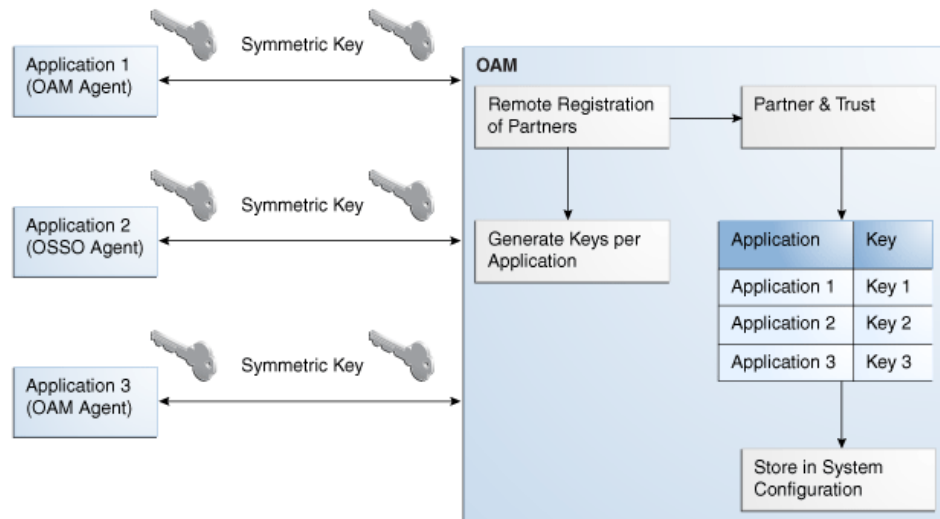 Symmetric Key
Application 1
(OAM Agent)
Symmetric Key
Application 2
(OSSO Agent)
Symmetric Key
Application 3
(OAM Agent)
OAM
Remote Registration
of Partners
Partner & Trust
Generate Keys per
Application
Application Key
Application 1 Key 1
Application 2 Key 2
Application 3 Key 3
Store in System
Configuration